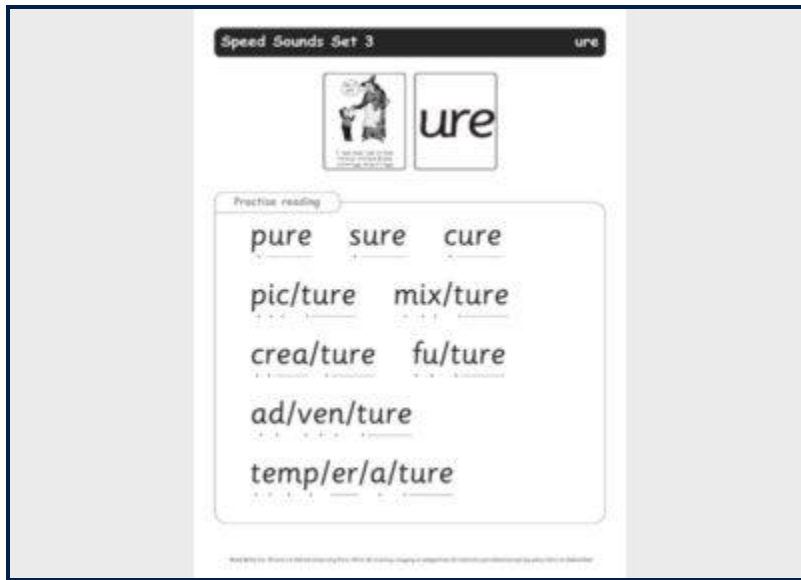 Speed Sounds Set 3 ure
ure
Practise reading
pure sure cure
pic/ture mix/ture
crea/ture fu/ture
ad/ven/ture
temp/er/a/ture